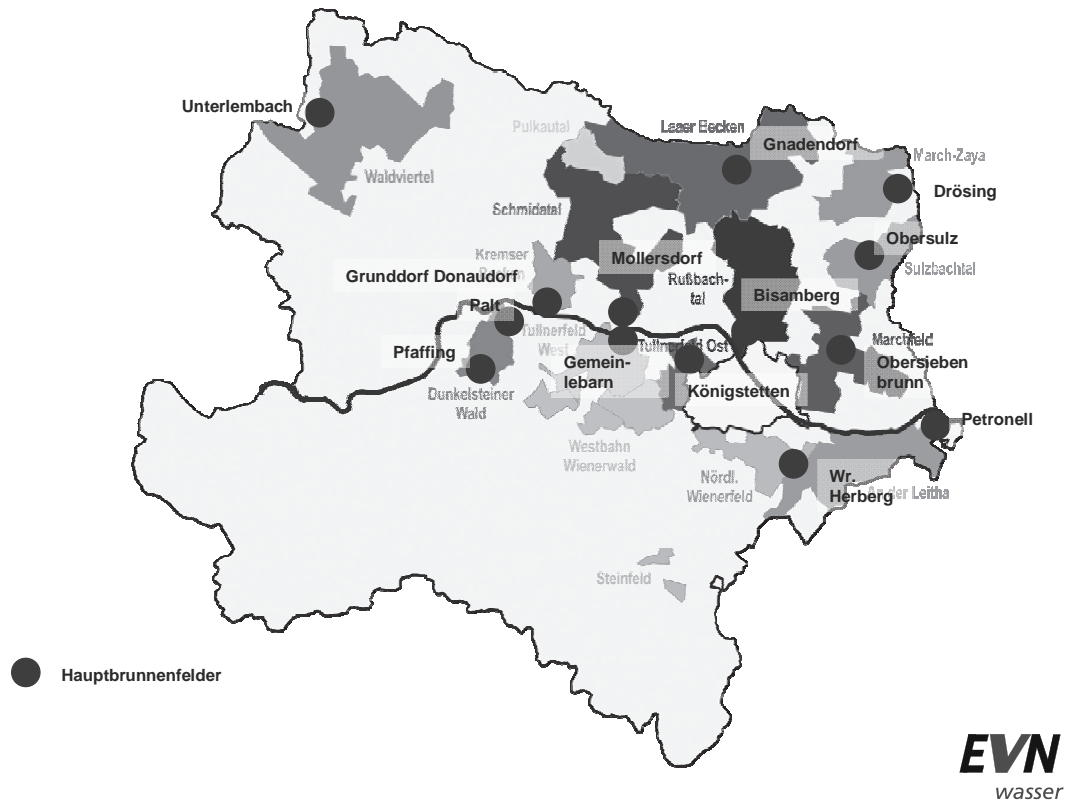 Unterlembach
Waldviertel
Pulkautal
Laaer Becken
Gnadendorf
March-Zaya
Drösing
Schmidatal
Obersulz
Sulzbachtal
Kremser
Mollersdorf
Grunddorf Donaudorf
Rußbach-
tal
Bisamberg
Palt
Tullnerfeld
West
Tullnerfeld Ost
Marchfeld
Pfaffing
Gemein-
lebarn
Obersieben
brunn
Königstetten
Dunkelsteiner
Wald
Petronell
Westbahn
Wienerwald
Nördl.
Wienerfeld
Wr.
Herberg
An der Leitha
Steinfeld
Hauptbrunnenfelder
EVN
wasser